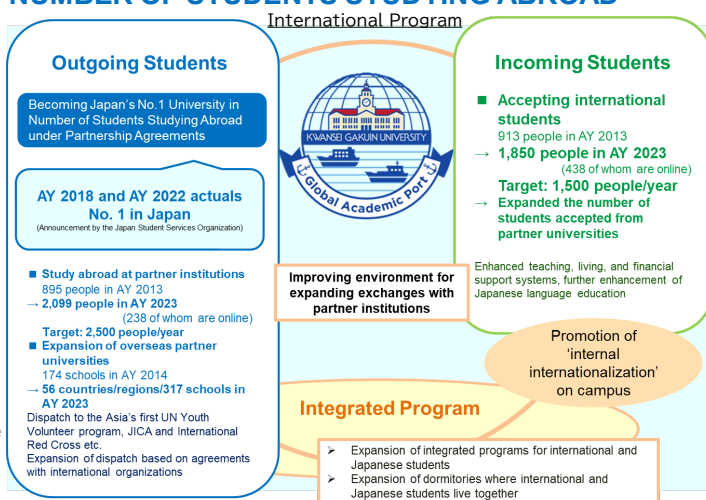 NUMBER OF STUDENTS STUDYING ABROAD
International Program
Outgoing Students
Becoming Japan's No.1 University in
Number of Students Studying Abroad
under Partnership Agreements
AY 2018 and AY 2022 actuals
No. 1 in Japan
(Announcement by the Japan Student Services Organization)
■ Study abroad at partner institutions
895 people in AY 2013
→ 2,099 people in AY 2023
(238 of whom are online)
Target: 2,500 people/year
■ Expansion of overseas partner
universities
174 schools in AY 2014
→ 56 countries/regions/317 schools in
AY 2023
Dispatch to the Asia's first UN Youth
Volunteer program, JICA and International
Red Cross etc.
Expansion of dispatch based on agreements
with international organizations
KWANSEI GAKUIN UNIVERSITY
Global Academic Port
Improving environment for
expanding exchanges with
partner institutions
Incoming Students
■ Accepting international
students
913 people in AY 2013
→ 1,850 people in AY 2023
(438 of whom are online)
Target: 1,500 people/year
→ Expanded the number of
students accepted from
partner universities
Enhanced teaching, living, and financial
support systems, further enhancement of
Japanese language education
Promotion of
'internal
internationalization'
on campus
Integrated Program
➢ Expansion of integrated programs for international and
Japanese students
➢ Expansion of dormitories where international and
Japanese students live together